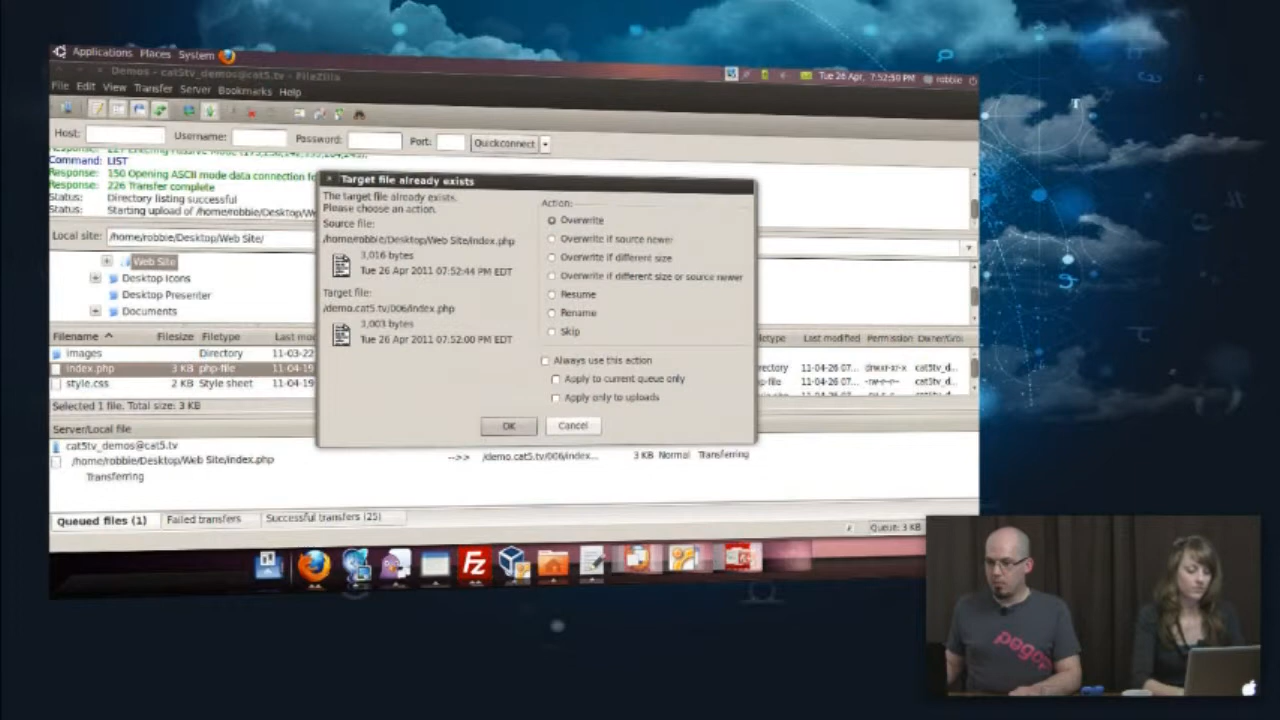 Applications Places System
Tue 26 Apr, 7:52:50 PM robbie
Demos - cat5tv_demos@cat5.tv - FileZilla
File Edit View Transfer Server Bookmarks Help
Host: Username: Password: Port: Quickconnect
Command: LIST
Response: 150 Opening ASCII mode data connection fo
Response: 226 Transfer complete
Status: Directory listing successful
Status: Starting upload of /home/robbie/Desktop/We
Local site: /home/robbie/Desktop/Web Site/
Web Site
Desktop Icons
Desktop Presenter
Documents
Filename Filesize Filetype Last mo
images Directory 11-03-22
index.php 3 KB php-file 11-04-19
style.css 2 KB Style sheet 11-04-19
Selected 1 file. Total size: 3 KB
Target file already exists
The target file already exists.
Please choose an action.
Source file:
/home/robbie/Desktop/Web Site/index.php
3,016 bytes
Tue 26 Apr 2011 07:52:44 PM EDT
Target file:
/demo.cat5.tv/006/index.php
3,003 bytes
Tue 26 Apr 2011 07:52:00 PM EDT
Action:
Overwrite
Overwrite if source newer
Overwrite if different size
Overwrite if different size or source newer
Resume
Rename
Skip
Always use this action
Apply to current queue only
Apply only to uploads
OK Cancel
letype Last modified Permission Owner/Gro
rectory 11-04-26 07... drwxr-xr-x cat5tv_d...
p-file 11-04-26 07... -rw-r--r-- cat5tv_d...
Server/Local file
cat5tv_demos@cat5.tv
/home/robbie/Desktop/Web Site/index.php -->> /demo.cat5.tv/006/index... 3 KB Normal Transferring
Transferring
Queued files (1) Failed transfers Successful transfers (25)
Queue: 3 KB
FZ